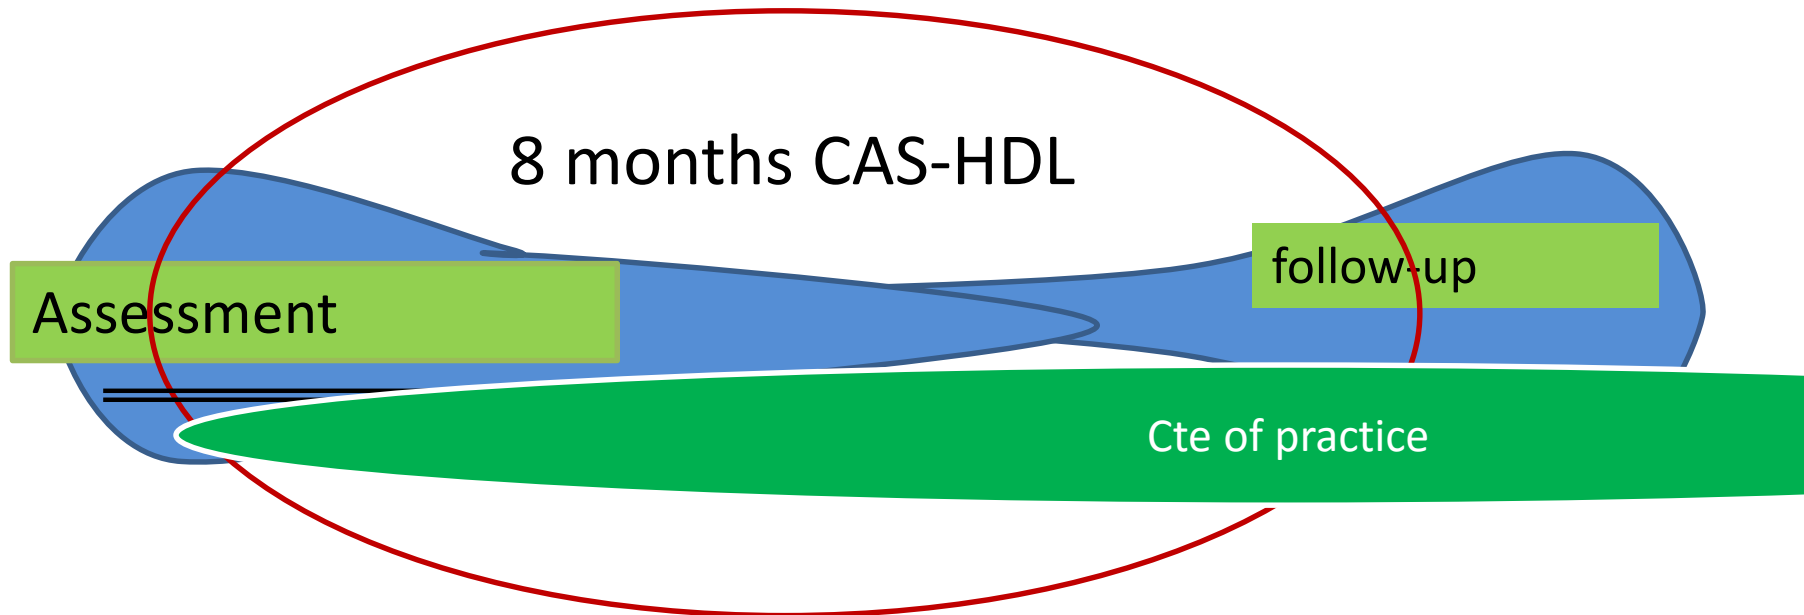 8 months CAS-HDL
follow-up
Assessment
Cte of practice